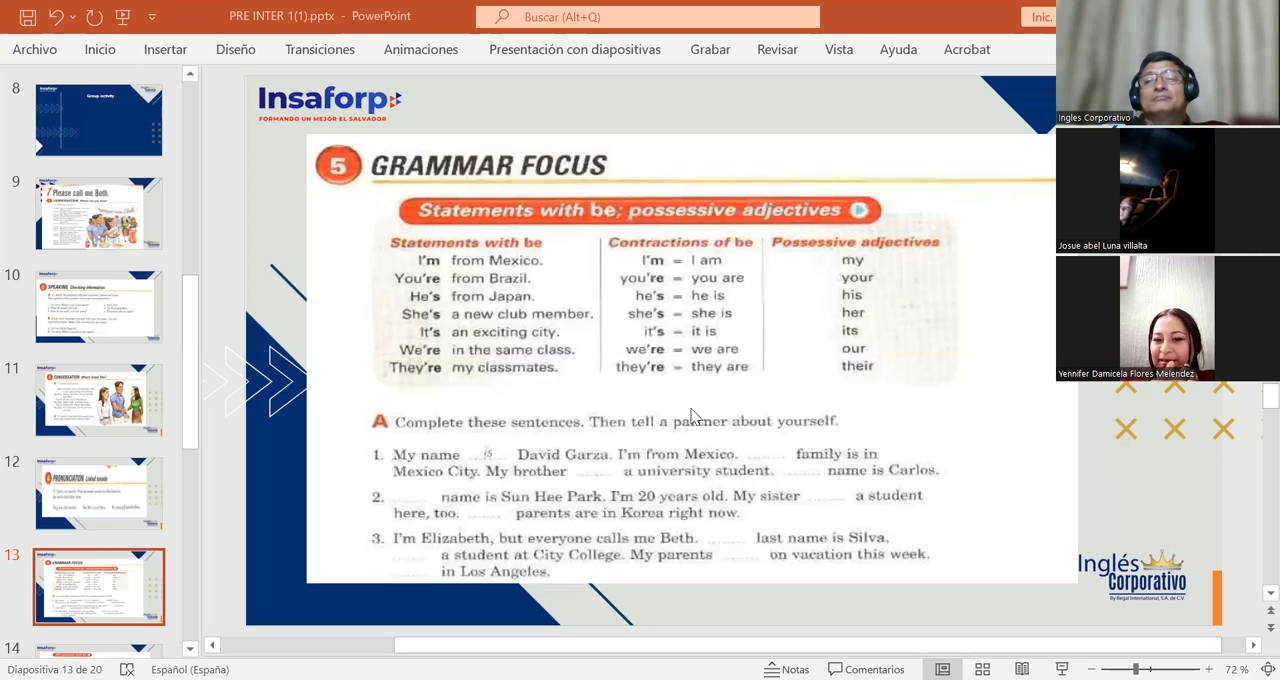 PRE INTER 1(1).pptx - PowerPoint
Buscar (Alt+Q)
Inic.
Archivo Inicio Insertar Diseño Transiciones Animaciones Presentación con diapositivas Grabar Revisar Vista Ayuda Acrobat
8
Group activity
9
Please call me Beth.
10
SPEAKING Checking information
11
12
PRONUNCIATION Linked sounds
13
GRAMMAR FOCUS
14
Insaforp
FORMANDO UN MEJOR EL SALVADOR
5 GRAMMAR FOCUS
Statements with be; possessive adjectives
Statements with be Contractions of be Possessive adjectives
I'm from Mexico. I'm = I am my
You're from Brazil. you're = you are your
He's from Japan. he's = he is his
She's a new club member. she's = she is her
It's an exciting city. it's = it is its
We're in the same class. we're = we are our
They're my classmates. they're = they are their
A Complete these sentences. Then tell a partner about yourself.
1. My name is David Garza. I'm from Mexico. family is in
Mexico City. My brother a university student. name is Carlos.
2. name is Sun Hee Park. I'm 20 years old. My sister a student
here, too. parents are in Korea right now.
3. I'm Elizabeth, but everyone calls me Beth. last name is Silva.
a student at City College. My parents on vacation this week.
in Los Angeles.
Inglés
Corporativo
By Regal International, S.A. de C.V.
Ingles Corporativo
Josue abel Luna villalta
Yennifer Damicela Flores Melendez
Diapositiva 13 de 20 Español (España) Notas Comentarios 72 %